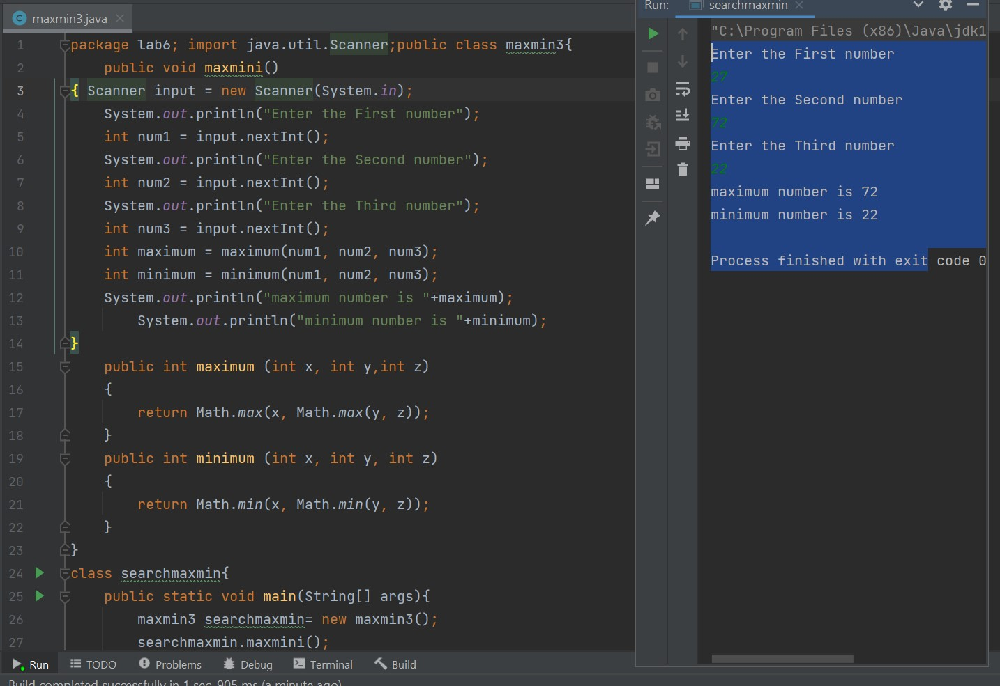 maxmin3.java
1 package lab6; import java.util.Scanner;public class maxmin3{
2 public void maxmini()
3 { Scanner input = new Scanner(System.in);
4 System.out.println("Enter the First number");
5 int num1 = input.nextInt();
6 System.out.println("Enter the Second number");
7 int num2 = input.nextInt();
8 System.out.println("Enter the Third number");
9 int num3 = input.nextInt();
10 int maximum = maximum(num1, num2, num3);
11 int minimum = minimum(num1, num2, num3);
12 System.out.println("maximum number is "+maximum);
13 System.out.println("minimum number is "+minimum);
14 }
15 public int maximum (int x, int y,int z)
16 {
17 return Math.max(x, Math.max(y, z));
18 }
19 public int minimum (int x, int y, int z)
20 {
21 return Math.min(x, Math.min(y, z));
22 }
23 }
24 class searchmaxmin{
25 public static void main(String[] args){
26 maxmin3 searchmaxmin= new maxmin3();
27 searchmaxmin.maxmini();
Run: searchmaxmin
"C:\Program Files (x86)\Java\jdk1
Enter the First number
27
Enter the Second number
72
Enter the Third number
22
maximum number is 72
minimum number is 22
Process finished with exit code 0
Run TODO Problems Debug Terminal Build
Build completed successfully in 1 sec, 905 ms (a minute ago)